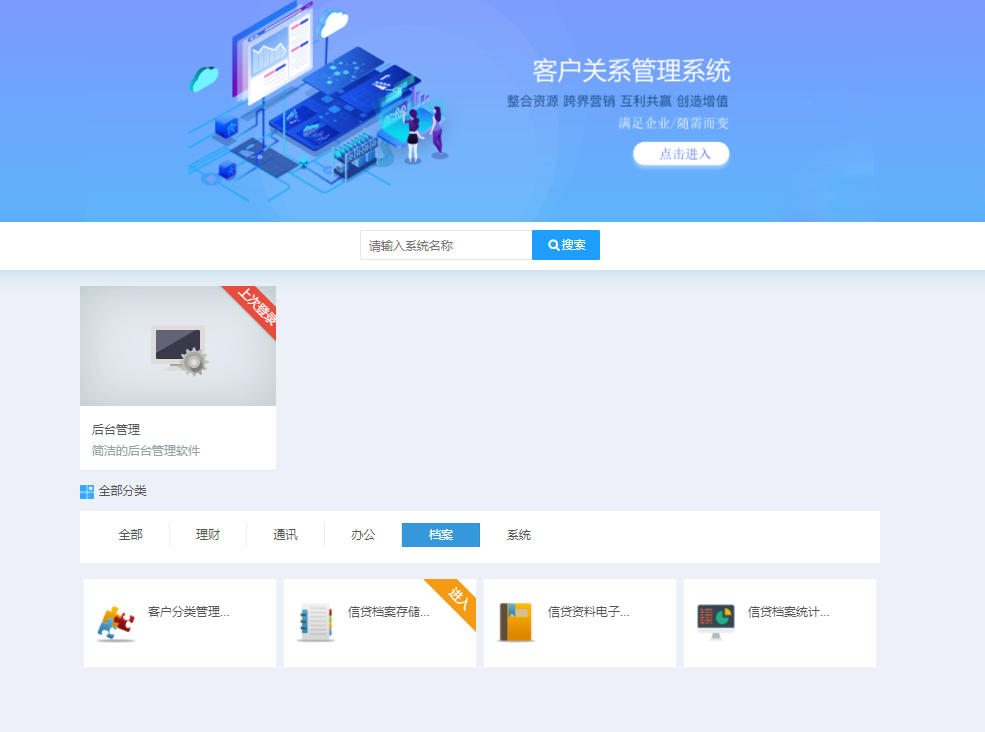 客户关系管理系统
整合资源 跨界营销 互利共赢 创造增值
满足企业/随需而变
点击进入
请输入系统名称
搜索
上次登录
后台管理
简洁的后台管理软件
全部分类
全部 理财 通讯 办公 档案 系统
客户分类管理...
信贷档案存储...
进入
信贷资料电子...
信贷档案统计...